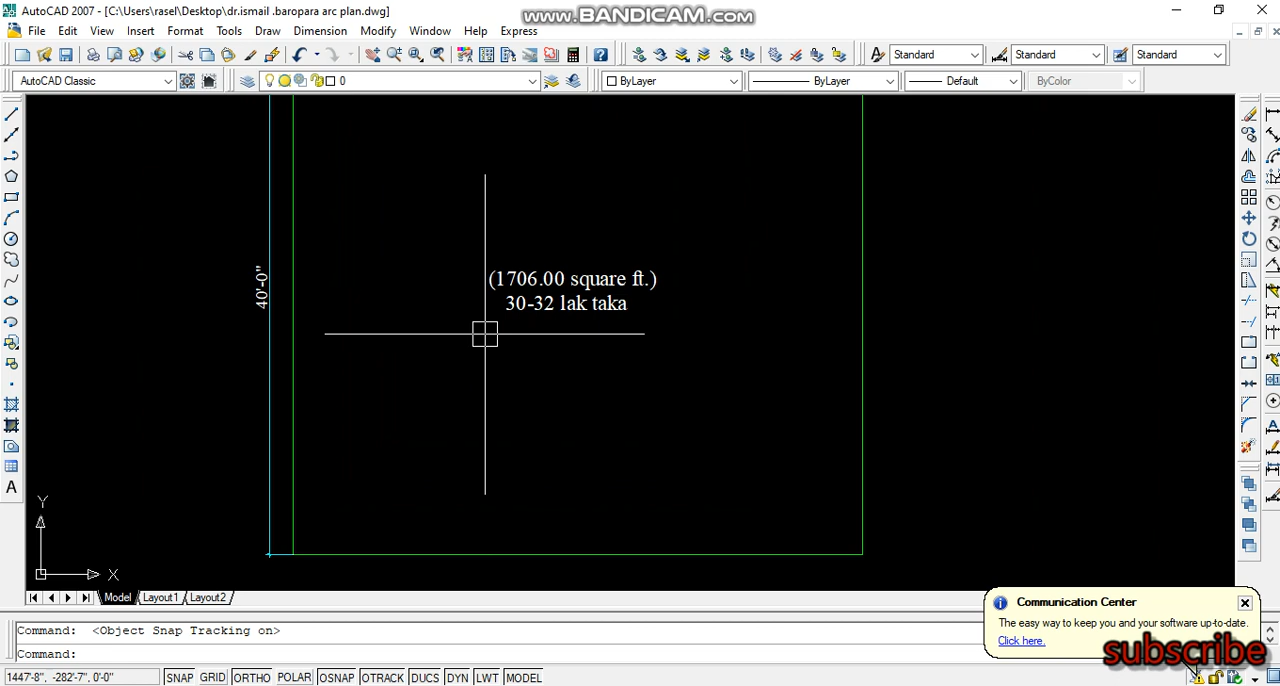 AutoCAD 2007 - [C:\Users\rasel\Desktop\dr.ismail .baropara arc plan.dwg]
www.BANDICAM.com
File Edit View Insert Format Tools Draw Dimension Modify Window Help Express
Standard Standard Standard
AutoCAD Classic 0 ByLayer ByLayer Default ByColor
40'-0"
(1706.00 square ft.)
30-32 lak taka
Y
X
Model Layout1 Layout2
Communication Center
The easy way to keep you and your software up-to-date.
Click here.
Command: <Object Snap Tracking on>
Command:
subscribe
1447'-8", -282'-7", 0'-0" SNAP GRID ORTHO POLAR OSNAP OTRACK DUCS DYN LWT MO